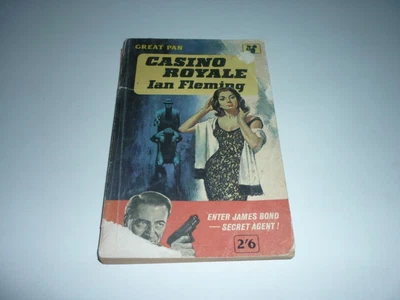 GREAT PAN
CASINO
ROYALE
Ian Fleming
ENTER JAMES BOND
— SECRET AGENT!
2/6